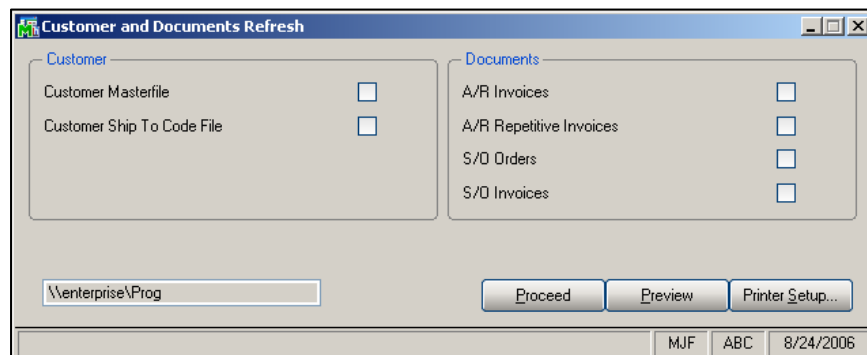 Customer and Documents Refresh
Customer
Customer Masterfile
Customer Ship To Code File
Documents
A/R Invoices
A/R Repetitive Invoices
S/O Orders
S/O Invoices
\\enterprise\Prog
Proceed
Preview
Printer Setup...
MJF
ABC
8/24/2006